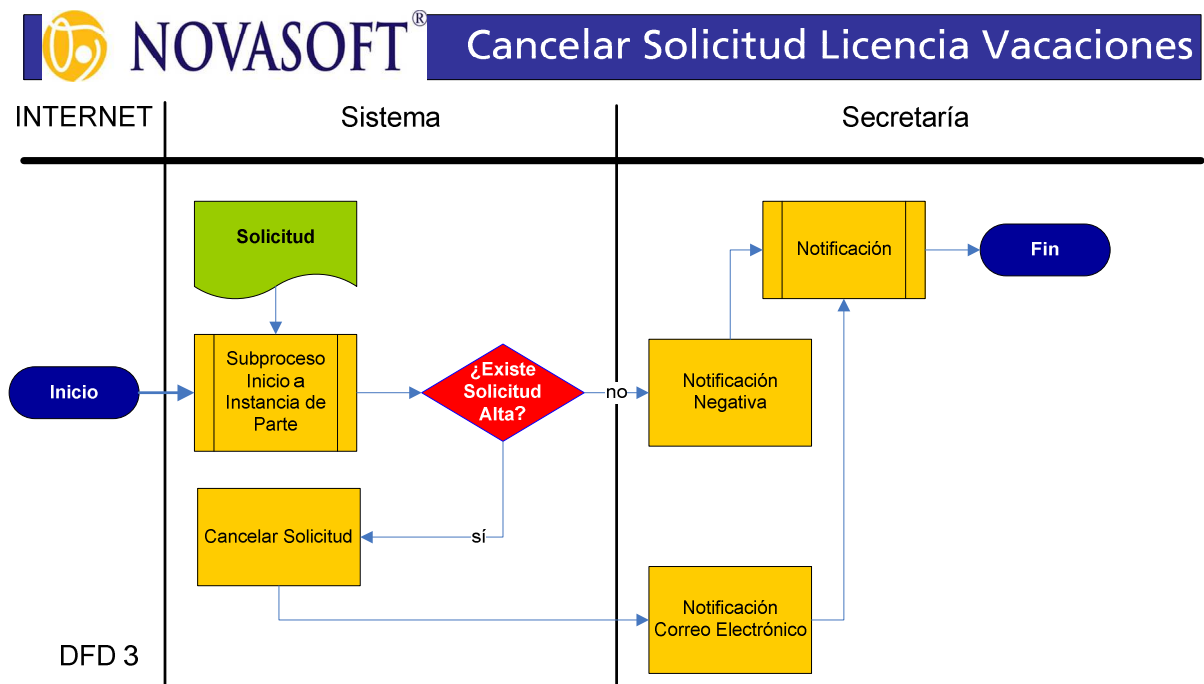 NOVASOFT®
Cancelar Solicitud Licencia Vacaciones
INTERNET
Sistema
Secretaría
Solicitud
Notificación
Fin
Inicio
Subproceso
Inicio a
Instancia de
Parte
¿Existe
Solicitud
Alta?
no
Notificación
Negativa
Cancelar Solicitud
sí
Notificación
Correo Electrónico
DFD 3